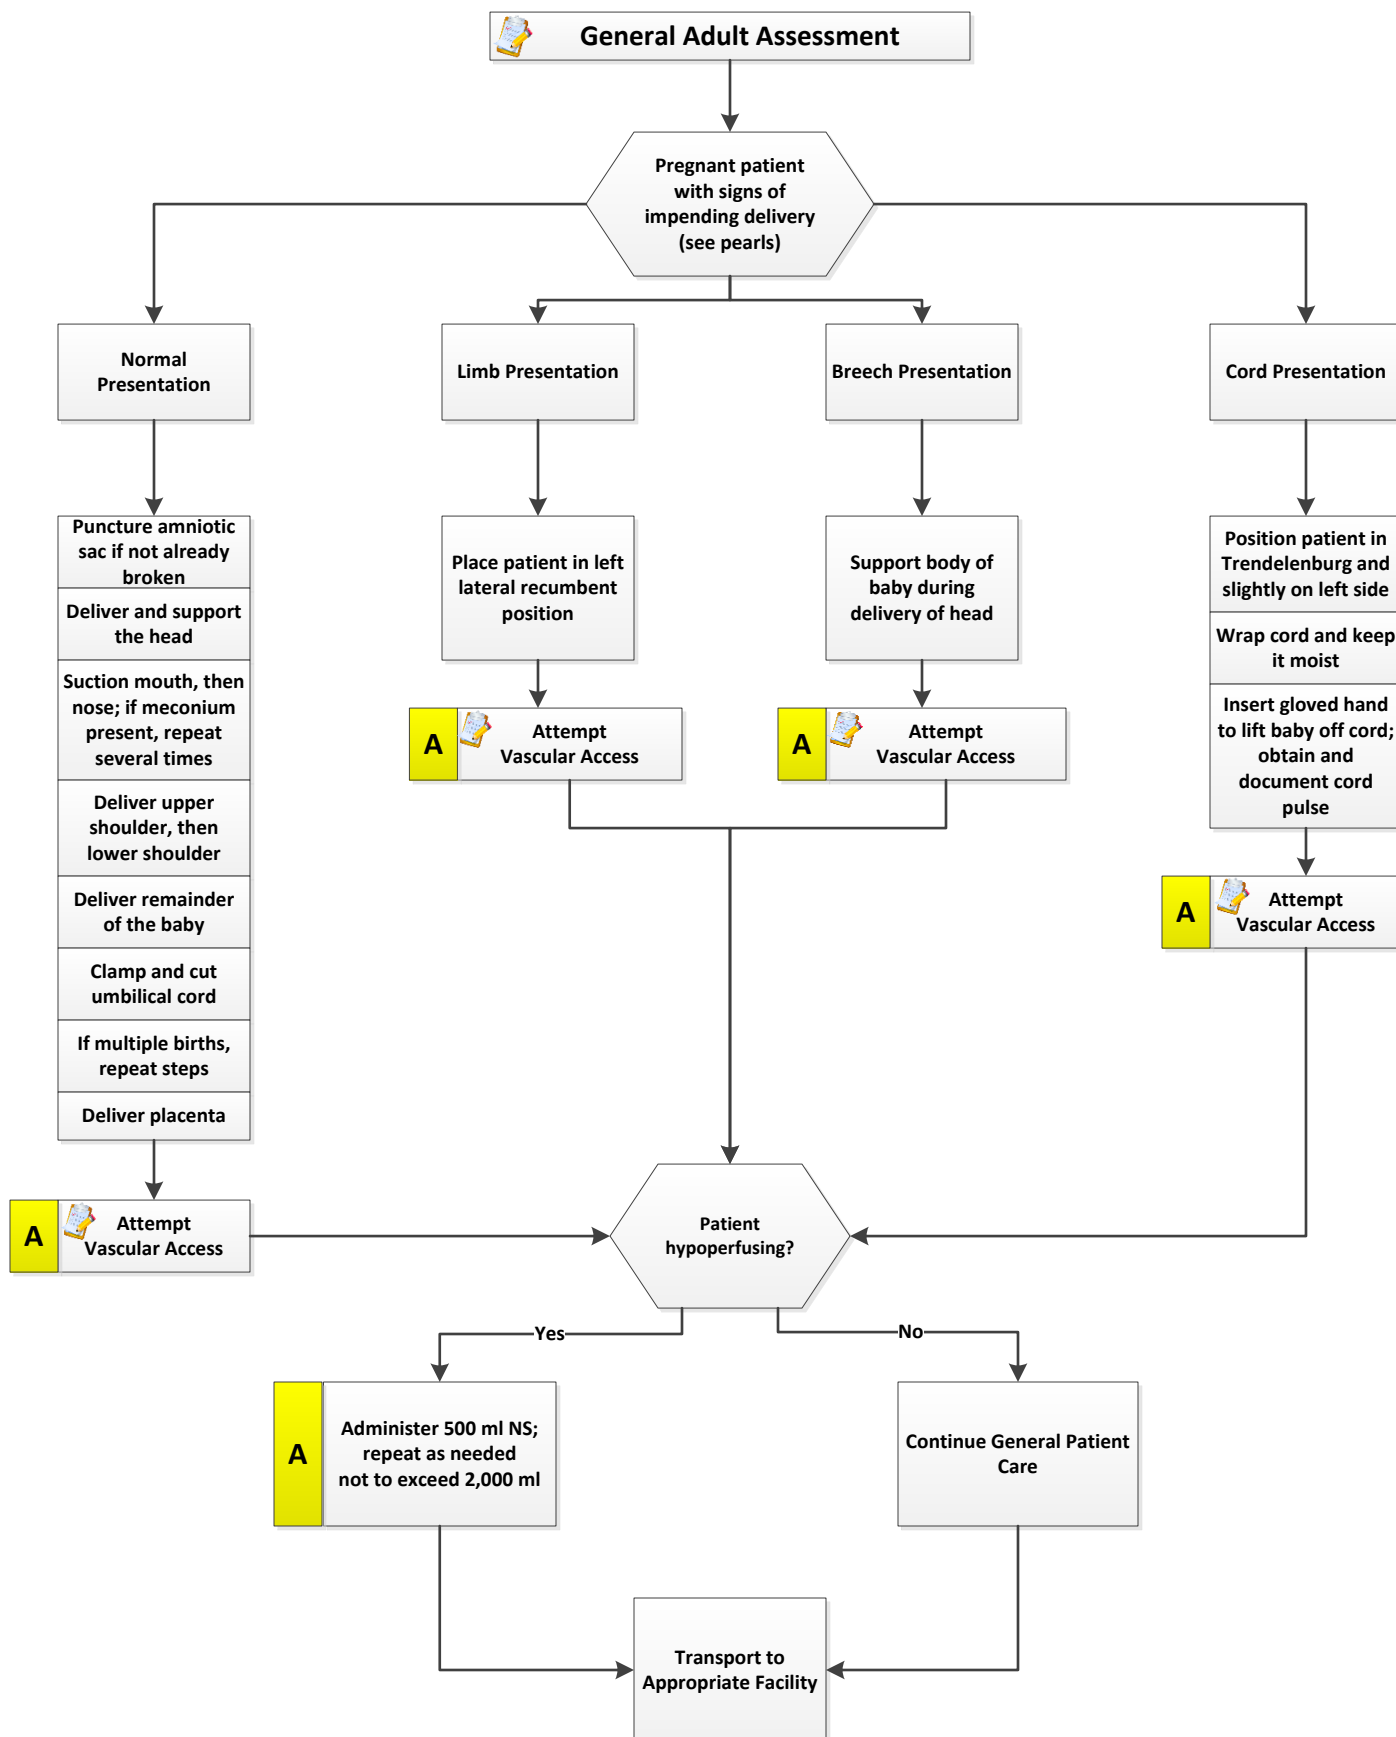 General Adult Assessment
Pregnant patient
with signs of
impending delivery
(see pearls)
Normal
Presentation
Limb Presentation
Breech Presentation
Cord Presentation
Puncture amniotic
sac if not already
broken
Deliver and support
the head
Suction mouth, then
nose; if meconium
present, repeat
several times
Deliver upper
shoulder, then
lower shoulder
Deliver remainder
of the baby
Clamp and cut
umbilical cord
If multiple births,
repeat steps
Deliver placenta
A
Attempt
Vascular Access
Place patient in left
lateral recumbent
position
A
Attempt
Vascular Access
Support body of
baby during
delivery of head
A
Attempt
Vascular Access
Position patient in
Trendelenburg and
slightly on left side
Wrap cord and keep
it moist
Insert gloved hand
to lift baby off cord;
obtain and
document cord
pulse
A
Attempt
Vascular Access
Patient
hypoperfusing?
Yes
No
A
Administer 500 ml NS;
repeat as needed
not to exceed 2,000 ml
Continue General Patient
Care
Transport to
Appropriate Facility